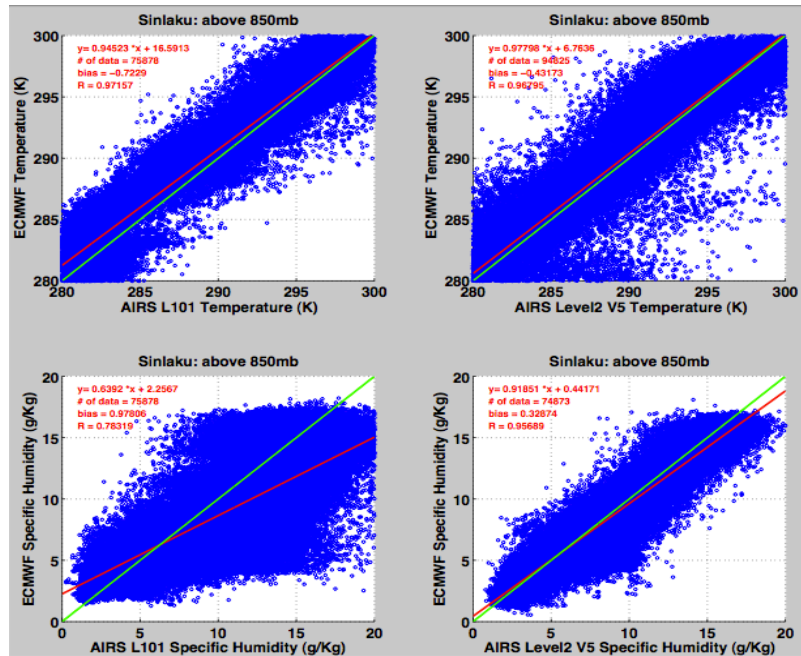 Sinlaku: above 850mb
y= 0.94523 *x + 16.5913
# of data = 75878
bias = −0.7229
R = 0.97157
300
295
290
285
280
ECMWF Temperature (K)
280 285 290 295 300
AIRS L101 Temperature (K)
Sinlaku: above 850mb
y= 0.97798 *x + 6.7636
# of data = 94825
bias = −0.43173
R = 0.96795
300
295
290
285
280
ECMWF Temperature (K)
280 285 290 295 300
AIRS Level2 V5 Temperature (K)
Sinlaku: above 850mb
y= 0.6392 *x + 2.2567
# of data = 75878
bias = 0.97806
R = 0.78319
20
15
10
5
0
ECMWF Specific Humidity (g/Kg)
0 5 10 15 20
AIRS L101 Specific Humidity (g/Kg)
Sinlaku: above 850mb
y= 0.91851 *x + 0.44171
# of data = 74873
bias = 0.32874
R = 0.95689
20
15
10
5
0
ECMWF Specific Humidity (g/Kg)
0 5 10 15 20
AIRS Level2 V5 Specific Humidity (g/Kg)